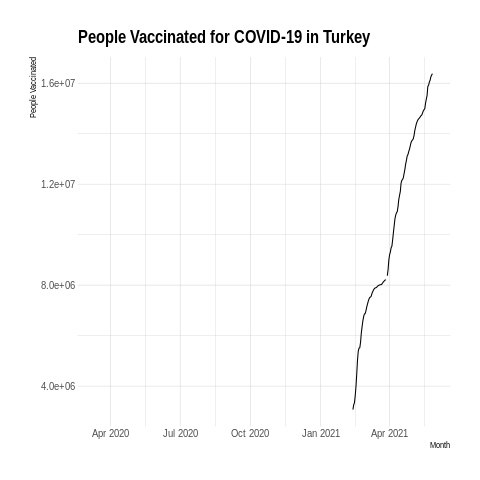 People Vaccinated for COVID-19 in Turkey
People Vaccinated
1.6e+07
1.2e+07
8.0e+06
4.0e+06
Apr 2020 Jul 2020 Oct 2020 Jan 2021 Apr 2021
Month